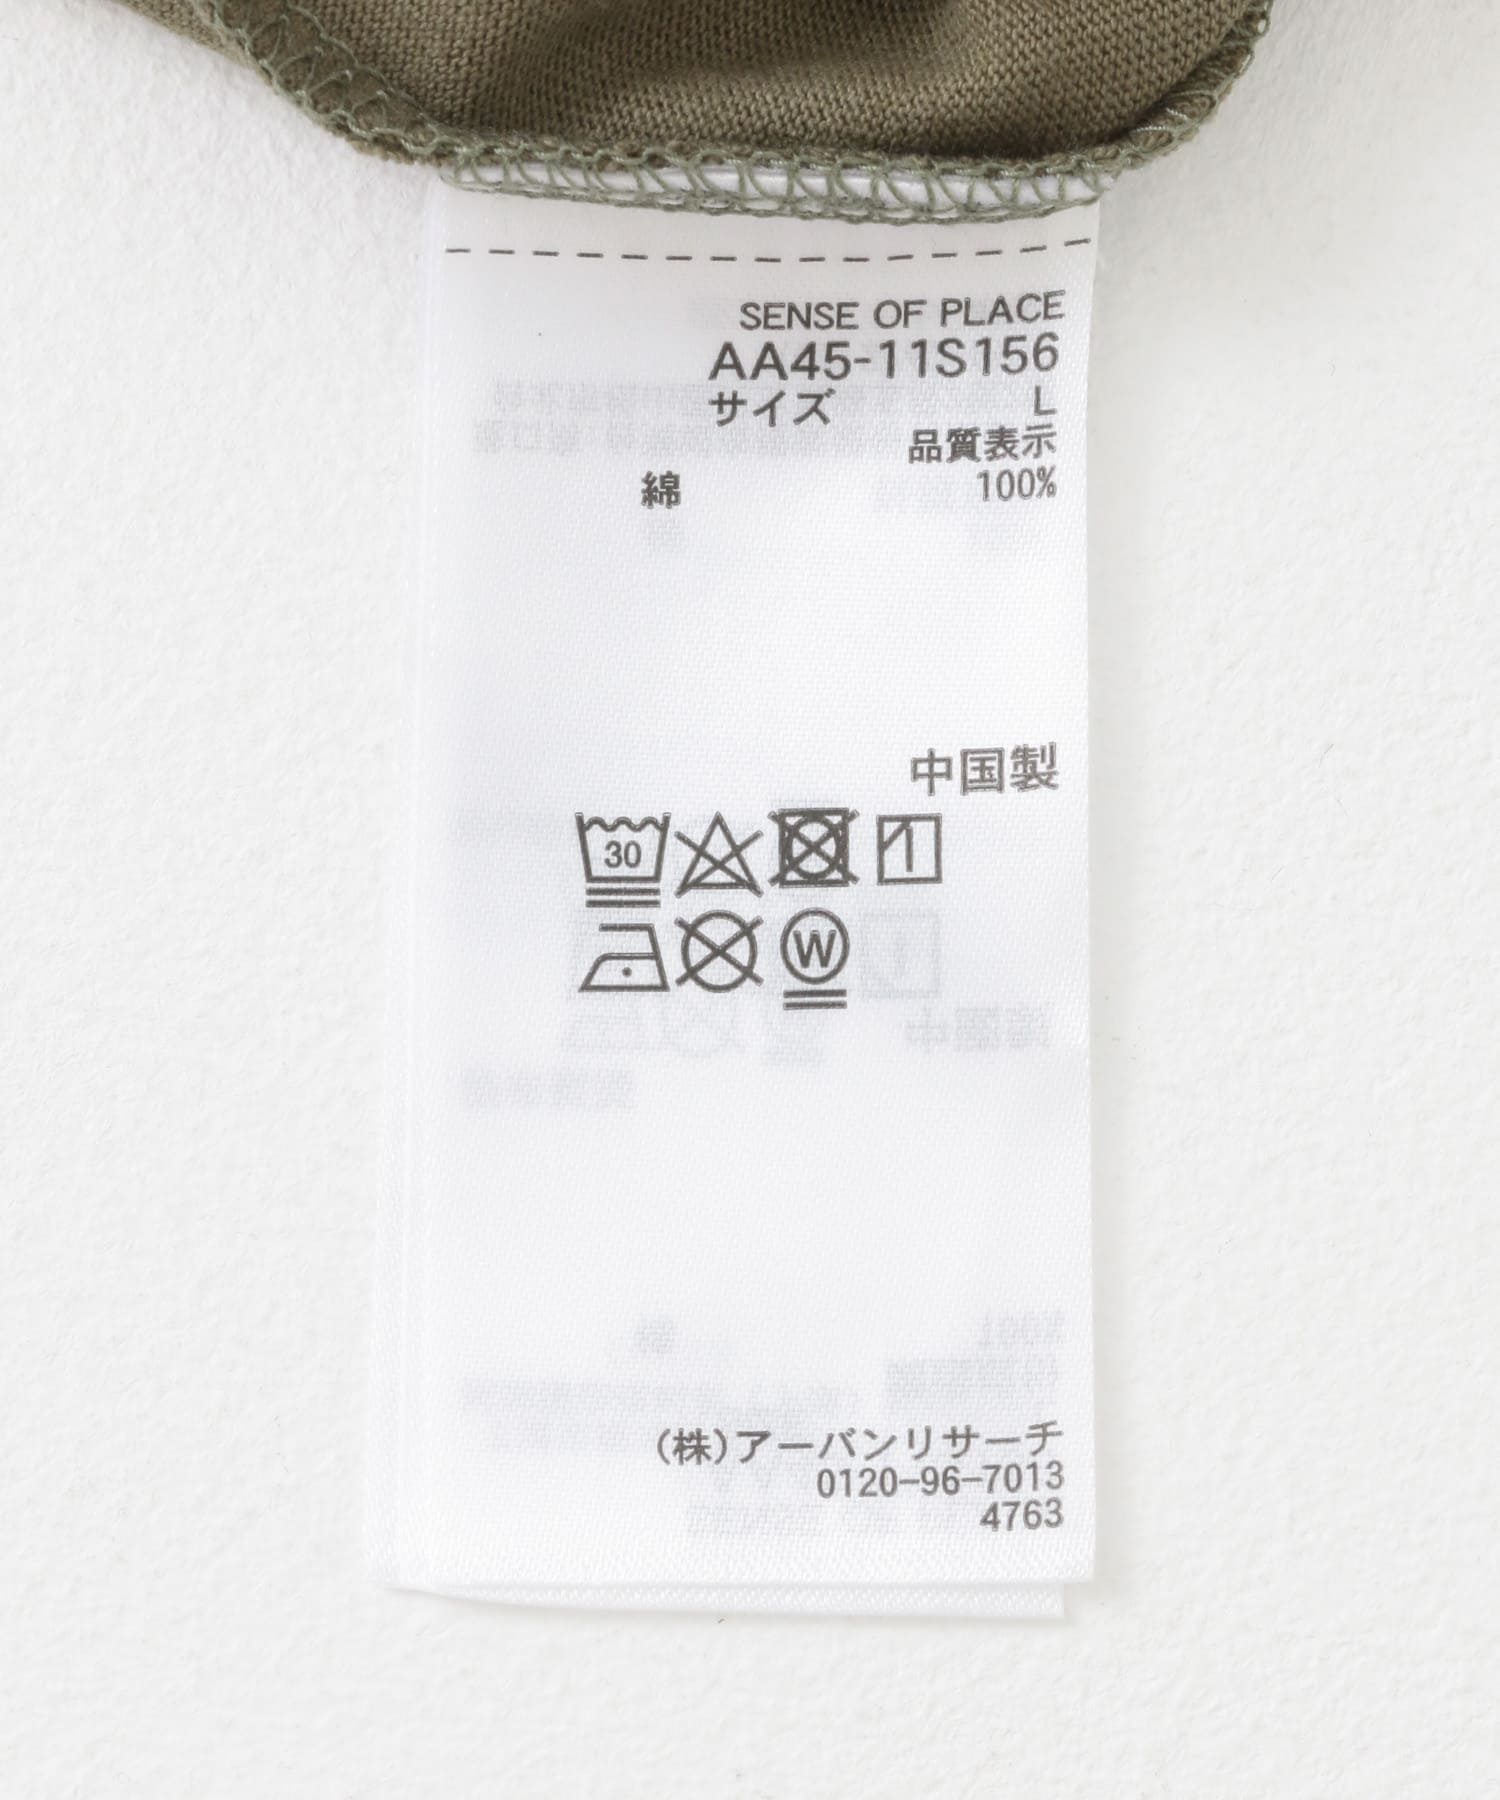 SENSE OF PLACE
AA45-11S156
サイズ L
品質表示
綿 100%
中国製
30
W
(株)アーバンリサーチ
0120-96-7013
4763